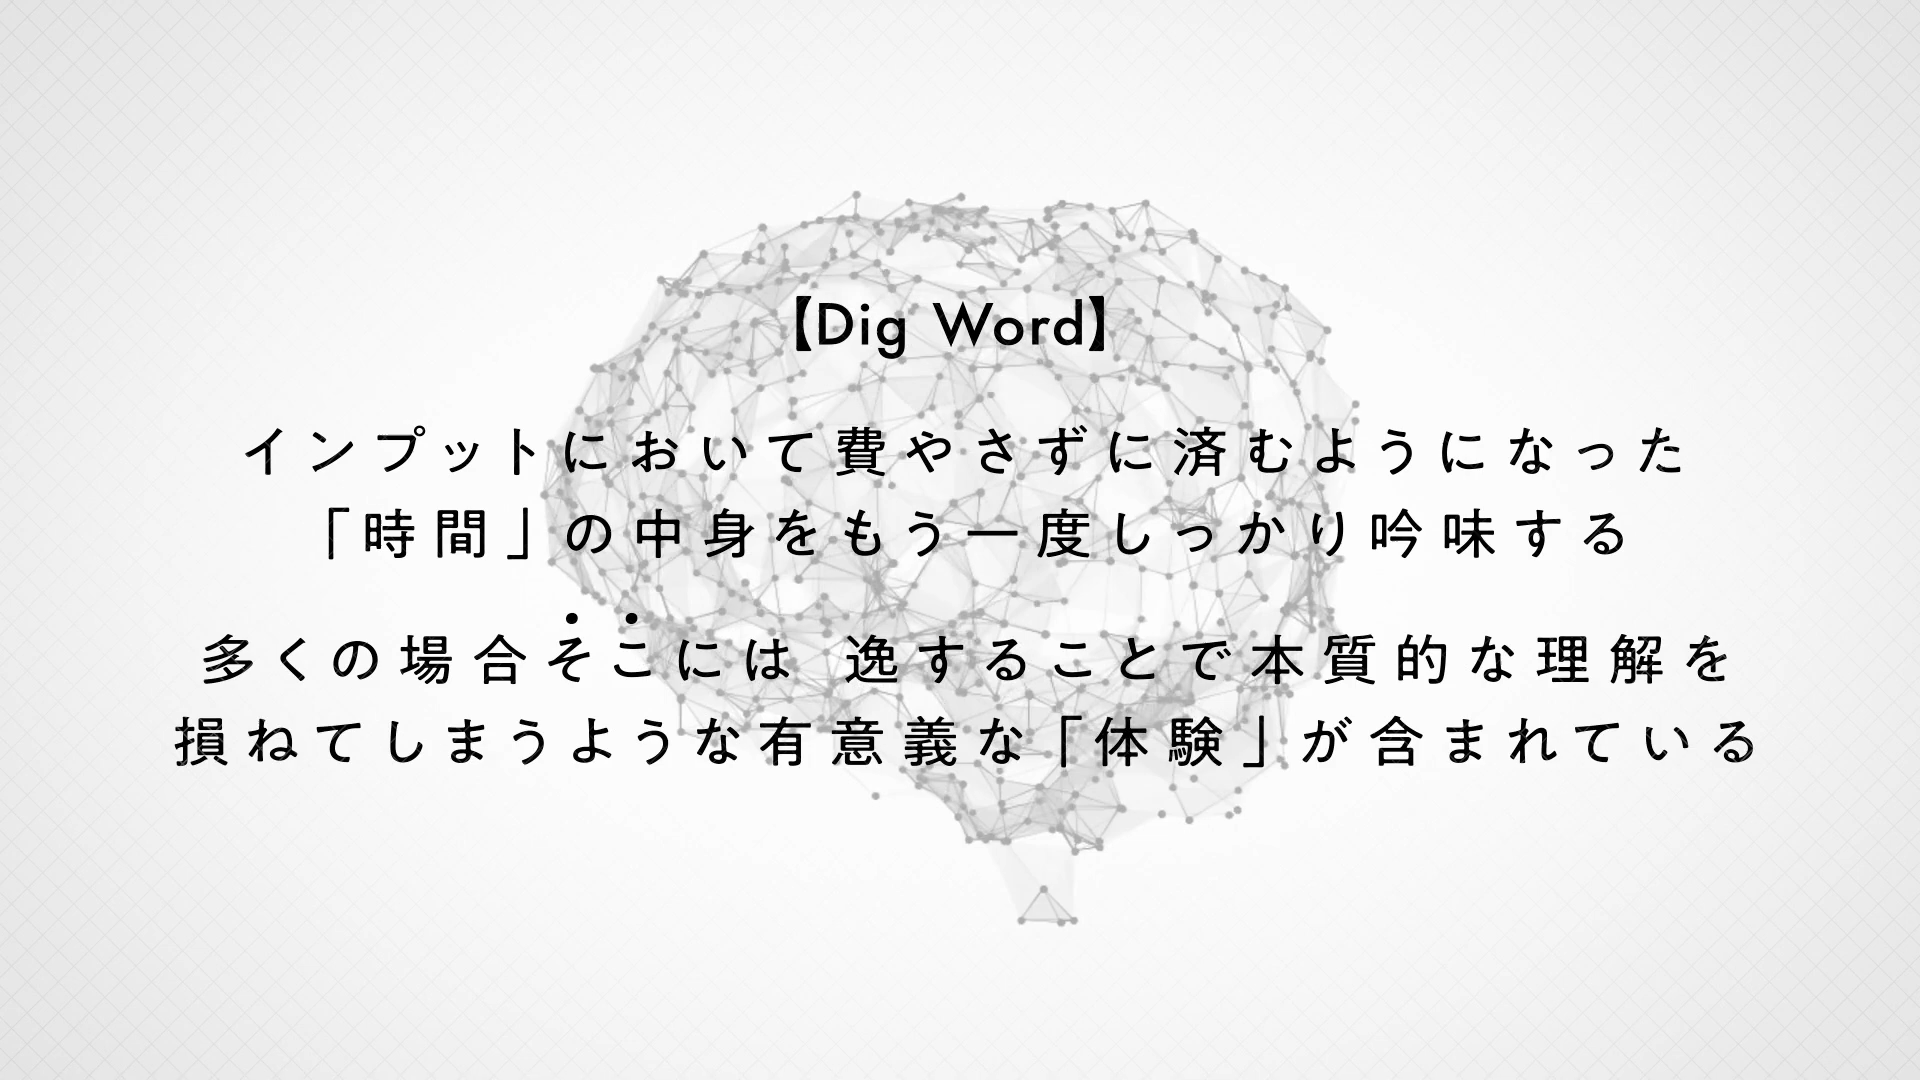 【Dig Word】
インプットにおいて費やさずに済むようになった
「時間」の中身をもう一度しっかり吟味する
多くの場合そこには 逸することで本質的な理解を
損ねてしまうような有意義な「体験」が含まれている